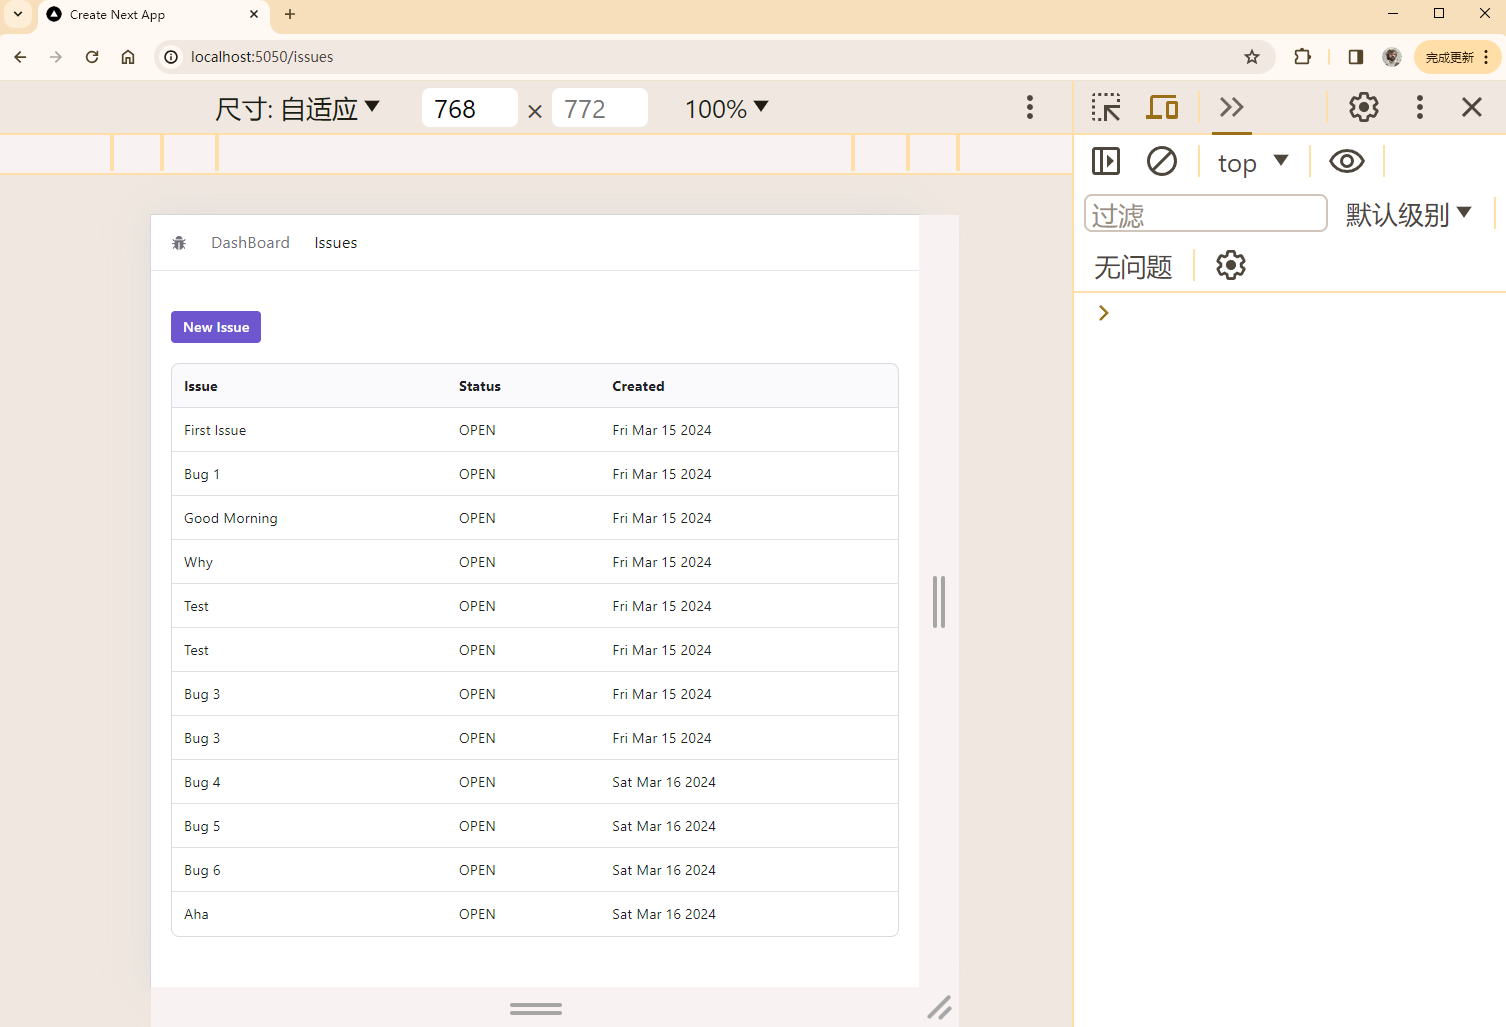 Create Next App
localhost:5050/issues
完成更新
尺寸: 自适应 768 × 772 100%
top
过滤 默认级别
无问题
DashBoard Issues
New Issue
Issue Status Created
First Issue OPEN Fri Mar 15 2024
Bug 1 OPEN Fri Mar 15 2024
Good Morning OPEN Fri Mar 15 2024
Why OPEN Fri Mar 15 2024
Test OPEN Fri Mar 15 2024
Test OPEN Fri Mar 15 2024
Bug 3 OPEN Fri Mar 15 2024
Bug 3 OPEN Fri Mar 15 2024
Bug 4 OPEN Sat Mar 16 2024
Bug 5 OPEN Sat Mar 16 2024
Bug 6 OPEN Sat Mar 16 2024
Aha OPEN Sat Mar 16 2024